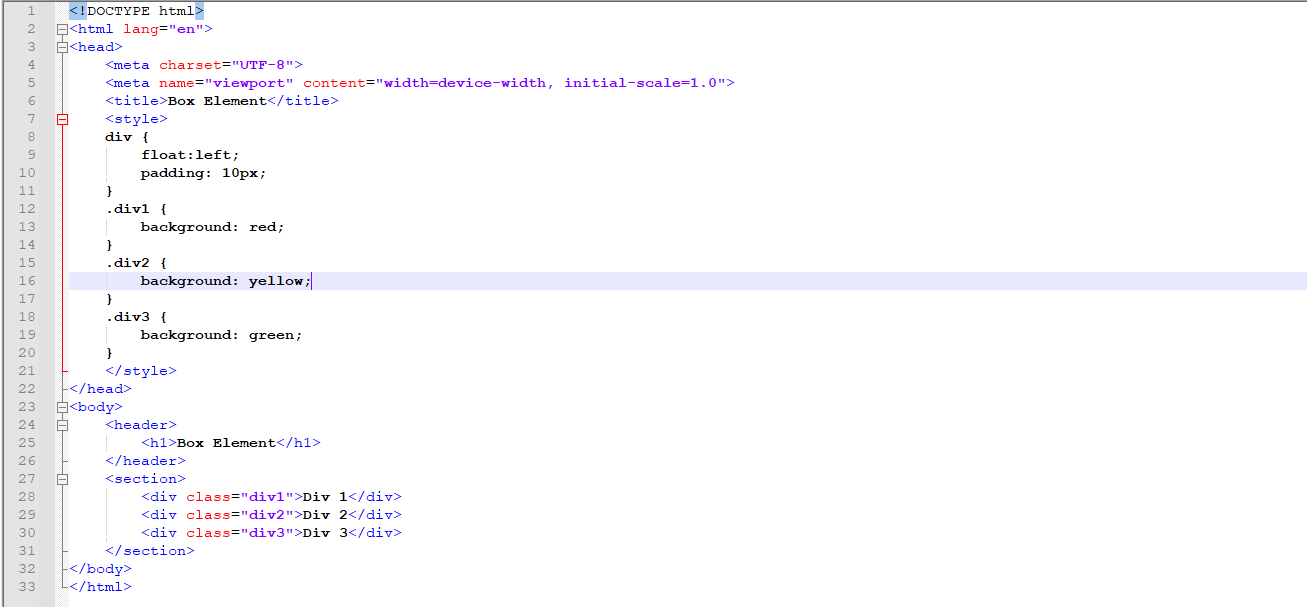 1 <!DOCTYPE html>
2 <html lang="en">
3 <head>
4     <meta charset="UTF-8">
5     <meta name="viewport" content="width=device-width, initial-scale=1.0">
6     <title>Box Element</title>
7     <style>
8     div {
9         float:left;
10         padding: 10px;
11     }
12     .div1 {
13         background: red;
14     }
15     .div2 {
16         background: yellow;
17     }
18     .div3 {
19         background: green;
20     }
21     </style>
22 </head>
23 <body>
24     <header>
25         <h1>Box Element</h1>
26     </header>
27     <section>
28         <div class="div1">Div 1</div>
29         <div class="div2">Div 2</div>
30         <div class="div3">Div 3</div>
31     </section>
32 </body>
33 </html>